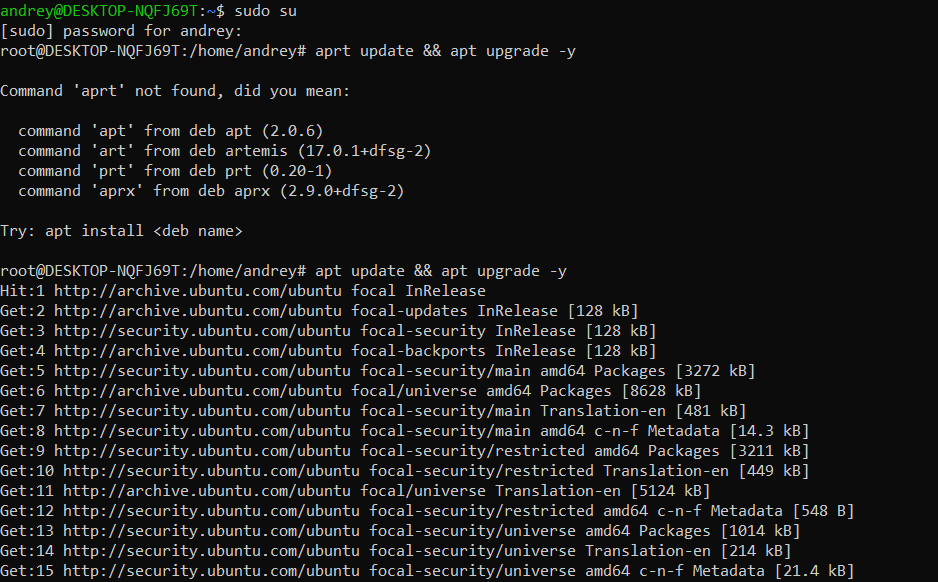 andrey@DESKTOP-NQFJ69T:~$ sudo su
[sudo] password for andrey:
root@DESKTOP-NQFJ69T:/home/andrey# aprt update && apt upgrade -y
Command 'aprt' not found, did you mean:
command 'apt' from deb apt (2.0.6)
command 'art' from deb artemis (17.0.1+dfsg-2)
command 'prt' from deb prt (0.20-1)
command 'aprx' from deb aprx (2.9.0+dfsg-2)
Try: apt install <deb name>
root@DESKTOP-NQFJ69T:/home/andrey# apt update && apt upgrade -y
Hit:1 http://archive.ubuntu.com/ubuntu focal InRelease
Get:2 http://archive.ubuntu.com/ubuntu focal-updates InRelease [128 kB]
Get:3 http://security.ubuntu.com/ubuntu focal-security InRelease [128 kB]
Get:4 http://archive.ubuntu.com/ubuntu focal-backports InRelease [128 kB]
Get:5 http://security.ubuntu.com/ubuntu focal-security/main amd64 Packages [3272 kB]
Get:6 http://archive.ubuntu.com/ubuntu focal/universe amd64 Packages [8628 kB]
Get:7 http://security.ubuntu.com/ubuntu focal-security/main Translation-en [481 kB]
Get:8 http://security.ubuntu.com/ubuntu focal-security/main amd64 c-n-f Metadata [14.3 kB]
Get:9 http://security.ubuntu.com/ubuntu focal-security/restricted amd64 Packages [3211 kB]
Get:10 http://security.ubuntu.com/ubuntu focal-security/restricted Translation-en [449 kB]
Get:11 http://archive.ubuntu.com/ubuntu focal/universe Translation-en [5124 kB]
Get:12 http://security.ubuntu.com/ubuntu focal-security/restricted amd64 c-n-f Metadata [548 B]
Get:13 http://security.ubuntu.com/ubuntu focal-security/universe amd64 Packages [1014 kB]
Get:14 http://security.ubuntu.com/ubuntu focal-security/universe Translation-en [214 kB]
Get:15 http://security.ubuntu.com/ubuntu focal-security/universe amd64 c-n-f Metadata [21.4 kB]